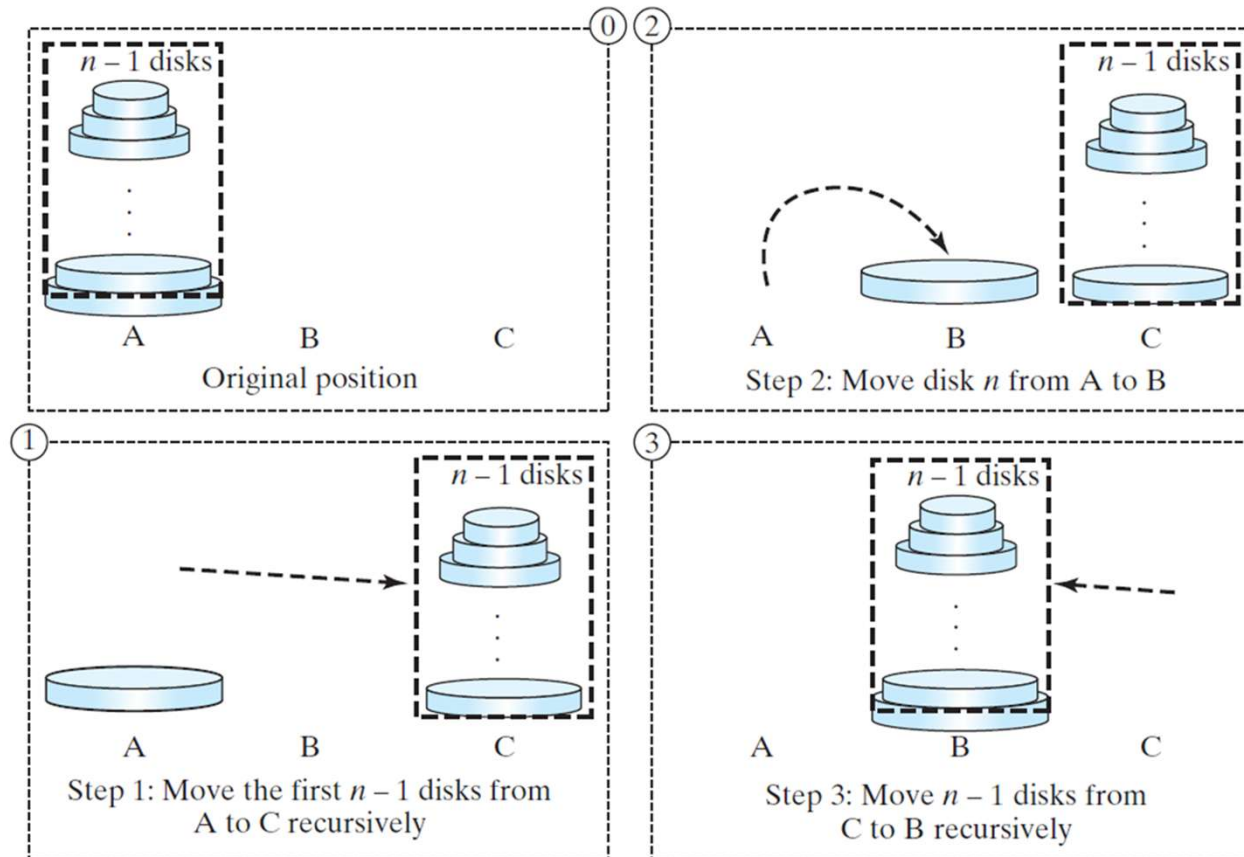 0
n – 1 disks
A B C
Original position
2
n – 1 disks
A B C
Step 2: Move disk n from A to B
1
n – 1 disks
A B C
Step 1: Move the first n – 1 disks from
A to C recursively
3
n – 1 disks
A B C
Step 3: Move n – 1 disks from
C to B recursively